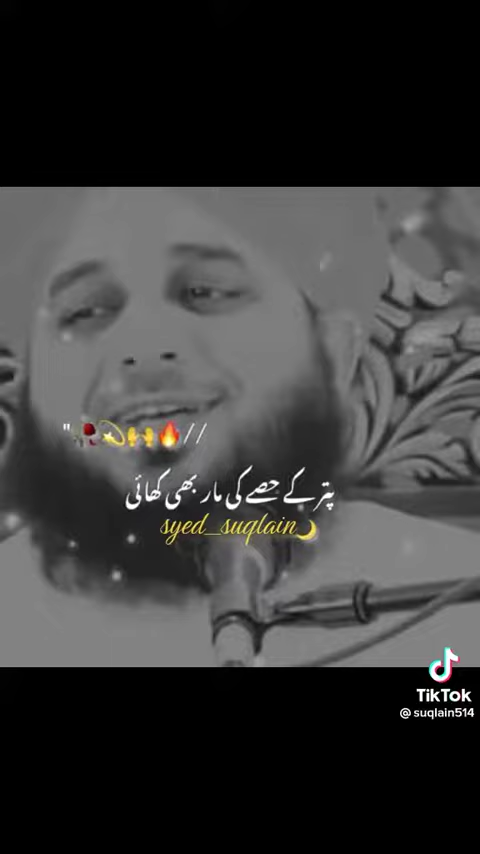 "🥀💫🙌🔥//
پتر کے حصے کی مار بھی کھائی
syed_suqlain🌙
TikTok
@suqlain514